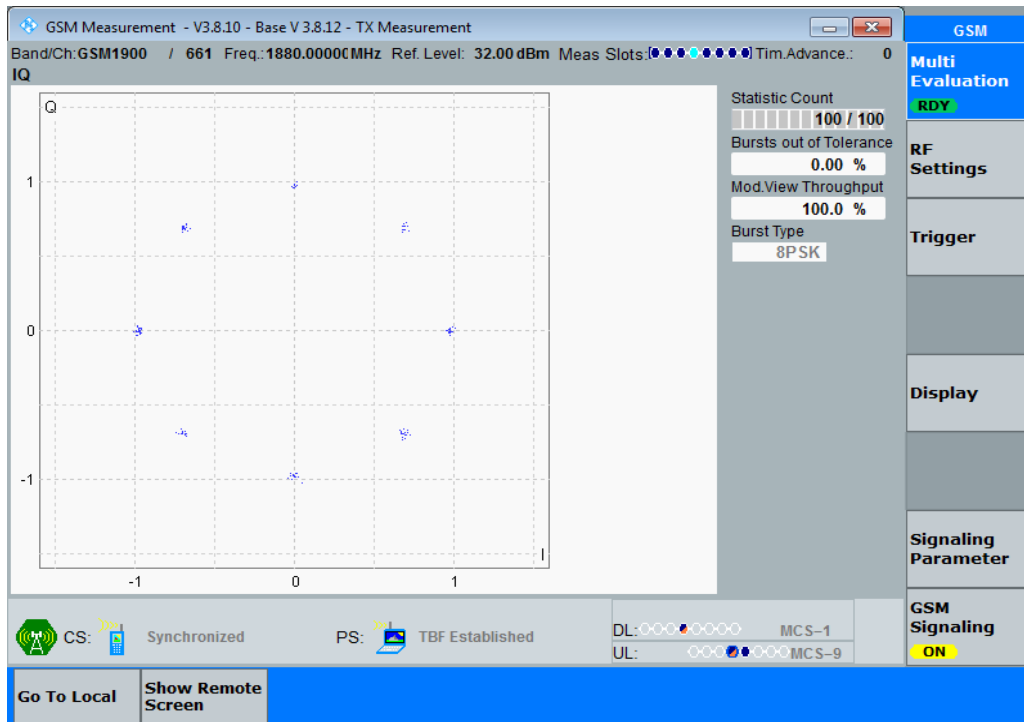 GSM Measurement - V3.8.10 - Base V 3.8.12 - TX Measurement
GSM
Band/Ch:GSM1900 / 661 Freq.:1880.00000 MHz Ref. Level: 32.00 dBm Meas Slots: Tim.Advance.: 0
IQ
Multi
Evaluation
RDY
Q
Statistic Count
100 / 100
Bursts out of Tolerance
0.00 %
Mod.View Throughput
100.0 %
Burst Type
8PSK
RF
Settings
Trigger
Display
Signaling
Parameter
GSM
Signaling
ON
1
0
-1
I
-1 0 1
CS: Synchronized PS: TBF Established
DL: MCS-1
UL: MCS-9
Go To Local
Show Remote
Screen